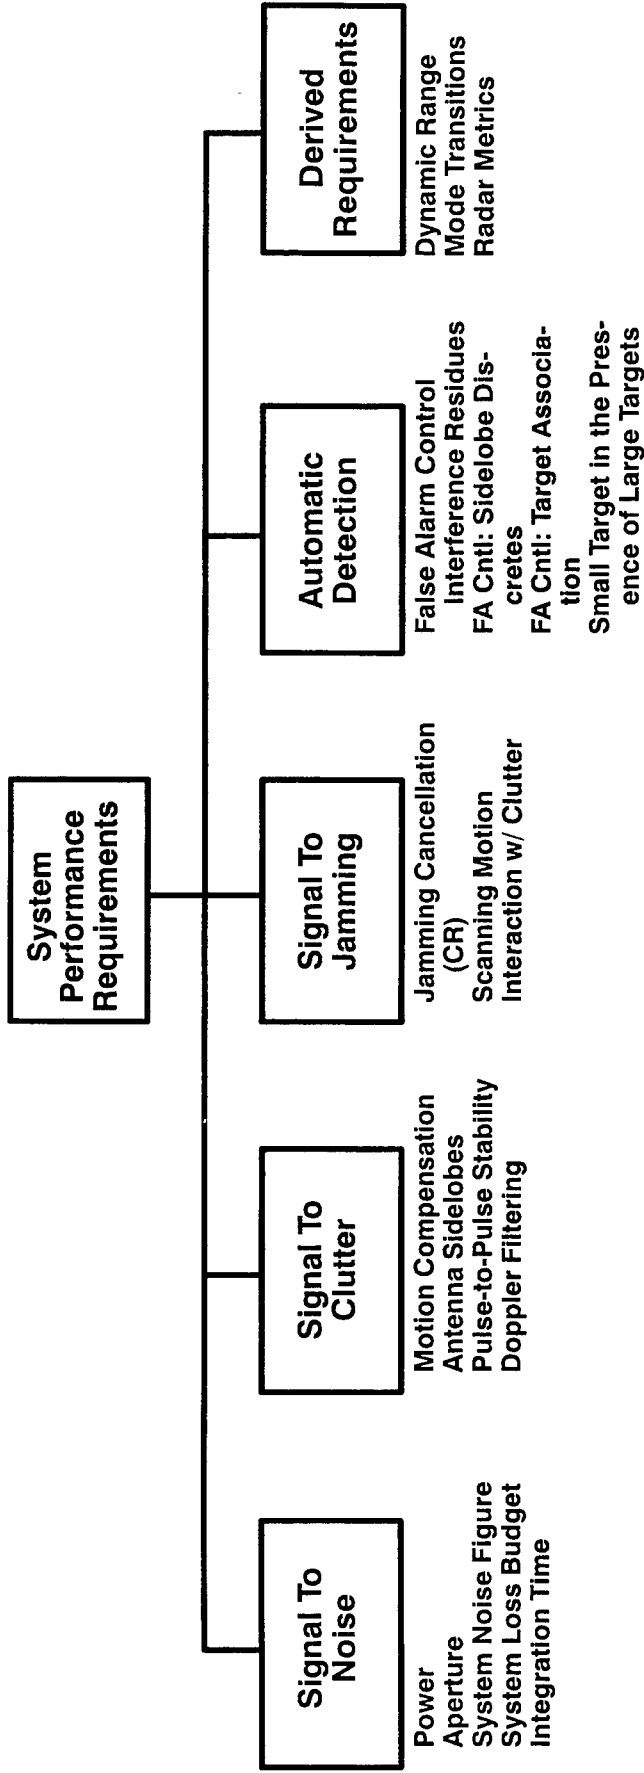 System
Performance
Requirements
Signal To
Noise
Power
Aperture
System Noise Figure
System Loss Budget
Integration Time
Signal To
Clutter
Motion Compensation
Antenna Sidelobes
Pulse-to-Pulse Stability
Doppler Filtering
Signal To
Jamming
Jamming Cancellation
(CR)
Scanning Motion
Interaction w/ Clutter
Automatic
Detection
False Alarm Control
Interference Residues
FA Cntl: Sidelobe Dis-
cretes
FA Cntl: Target Associa-
tion
Small Target in the Pres-
ence of Large Targets
Derived
Requirements
Dynamic Range
Mode Transitions
Radar Metrics